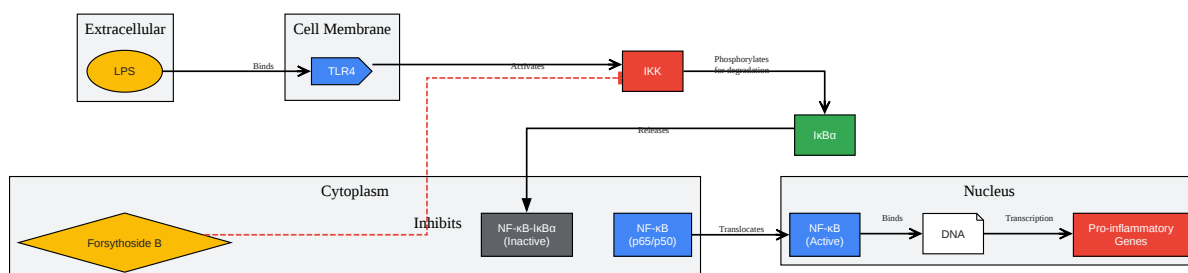 Extracellular
Cell Membrane
LPS
Binds
TLR4
Activates
IKK
Phosphorylates
for degradation
IκBα
Releases
Cytoplasm
Nucleus
Forsythoside B
Inhibits
NF-κB-IκBα
(Inactive)
NF-κB
(p65/p50)
Translocates
NF-κB
(Active)
Binds
DNA
Transcription
Pro-inflammatory
Genes